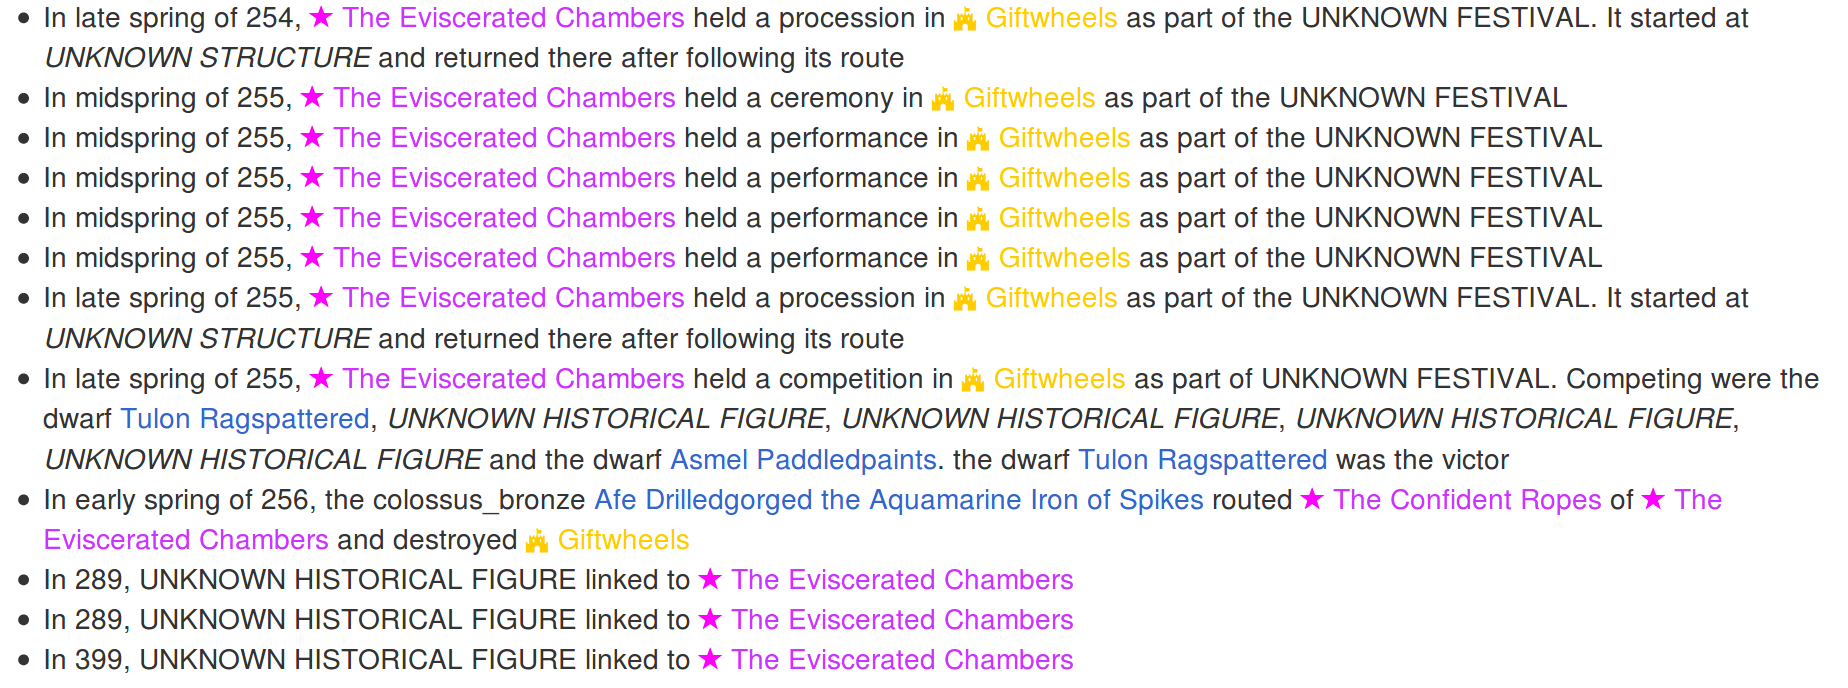 In late spring of 254, ★ The Eviscerated Chambers held a procession in Giftwheels as part of the UNKNOWN FESTIVAL. It started at
UNKNOWN STRUCTURE and returned there after following its route
In midspring of 255, ★ The Eviscerated Chambers held a ceremony in Giftwheels as part of the UNKNOWN FESTIVAL
In midspring of 255, ★ The Eviscerated Chambers held a performance in Giftwheels as part of the UNKNOWN FESTIVAL
In midspring of 255, ★ The Eviscerated Chambers held a performance in Giftwheels as part of the UNKNOWN FESTIVAL
In midspring of 255, ★ The Eviscerated Chambers held a performance in Giftwheels as part of the UNKNOWN FESTIVAL
In midspring of 255, ★ The Eviscerated Chambers held a performance in Giftwheels as part of the UNKNOWN FESTIVAL
In late spring of 255, ★ The Eviscerated Chambers held a procession in Giftwheels as part of the UNKNOWN FESTIVAL. It started at
UNKNOWN STRUCTURE and returned there after following its route
In late spring of 255, ★ The Eviscerated Chambers held a competition in Giftwheels as part of UNKNOWN FESTIVAL. Competing were the
dwarf Tulon Ragspattered, UNKNOWN HISTORICAL FIGURE, UNKNOWN HISTORICAL FIGURE, UNKNOWN HISTORICAL FIGURE,
UNKNOWN HISTORICAL FIGURE and the dwarf Asmel Paddledpaints. the dwarf Tulon Ragspattered was the victor
In early spring of 256, the colossus_bronze Afe Drilledgorged the Aquamarine Iron of Spikes routed ★ The Confident Ropes of ★ The
Eviscerated Chambers and destroyed Giftwheels
In 289, UNKNOWN HISTORICAL FIGURE linked to ★ The Eviscerated Chambers
In 289, UNKNOWN HISTORICAL FIGURE linked to ★ The Eviscerated Chambers
In 399, UNKNOWN HISTORICAL FIGURE linked to ★ The Eviscerated Chambers